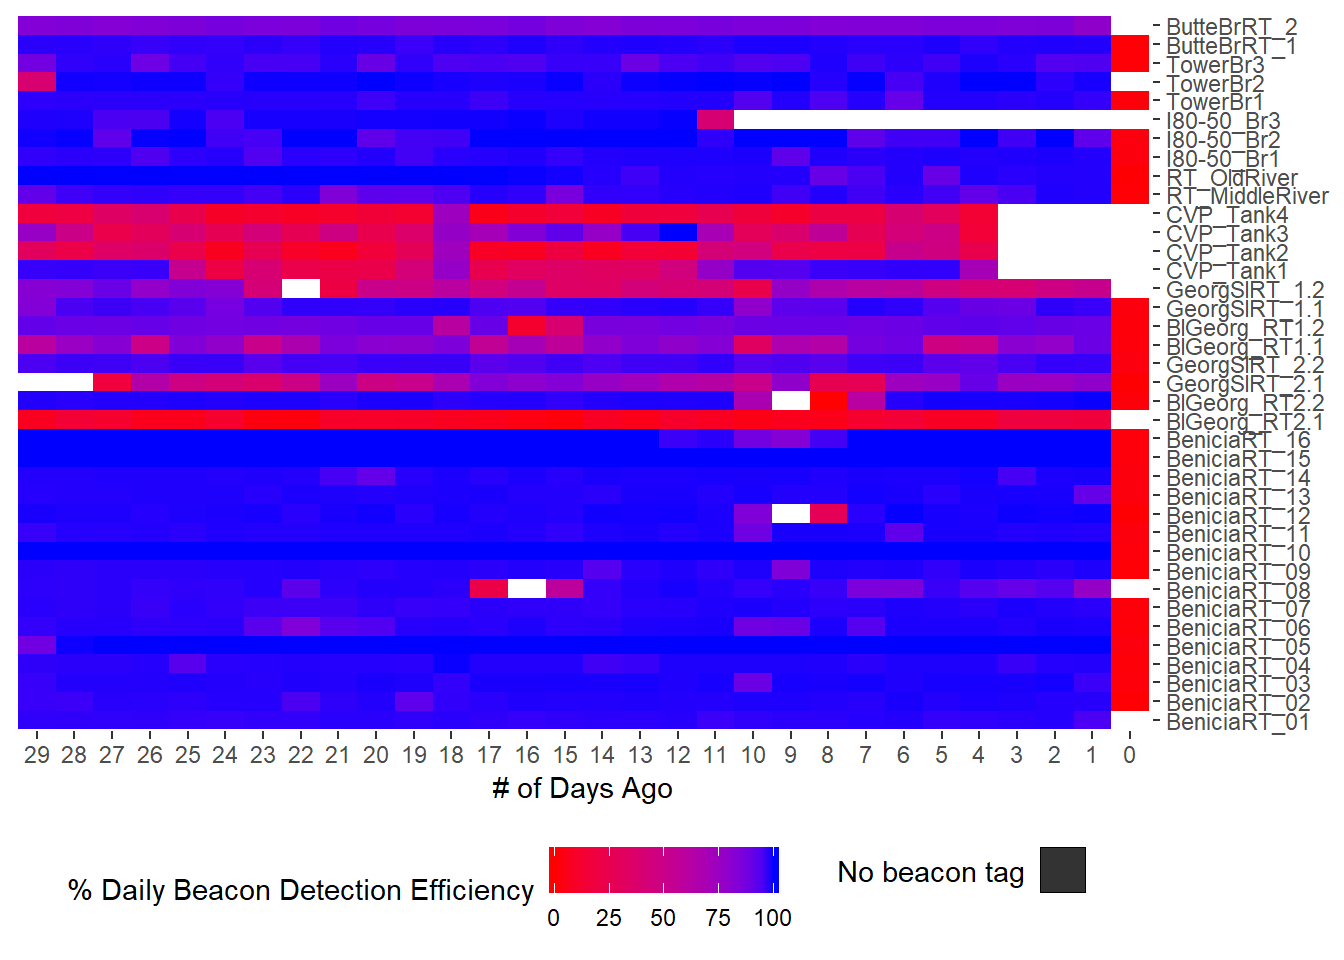 ButteBrRT_2
ButteBrRT_1
TowerBr3
TowerBr2
TowerBr1
I80-50_Br3
I80-50_Br2
I80-50_Br1
RT_OldRiver
RT_MiddleRiver
CVP_Tank4
CVP_Tank3
CVP_Tank2
CVP_Tank1
GeorgSlRT_1.2
GeorgSlRT_1.1
BlGeorg_RT1.2
BlGeorg_RT1.1
GeorgSlRT_2.2
GeorgSlRT_2.1
BlGeorg_RT2.2
BlGeorg_RT2.1
BeniciaRT_16
BeniciaRT_15
BeniciaRT_14
BeniciaRT_13
BeniciaRT_12
BeniciaRT_11
BeniciaRT_10
BeniciaRT_09
BeniciaRT_08
BeniciaRT_07
BeniciaRT_06
BeniciaRT_05
BeniciaRT_04
BeniciaRT_03
BeniciaRT_02
BeniciaRT_01
29 28 27 26 25 24 23 22 21 20 19 18 17 16 15 14 13 12 11 10 9 8 7 6 5 4 3 2 1 0
# of Days Ago
% Daily Beacon Detection Efficiency
0 25 50 75 100
No beacon tag